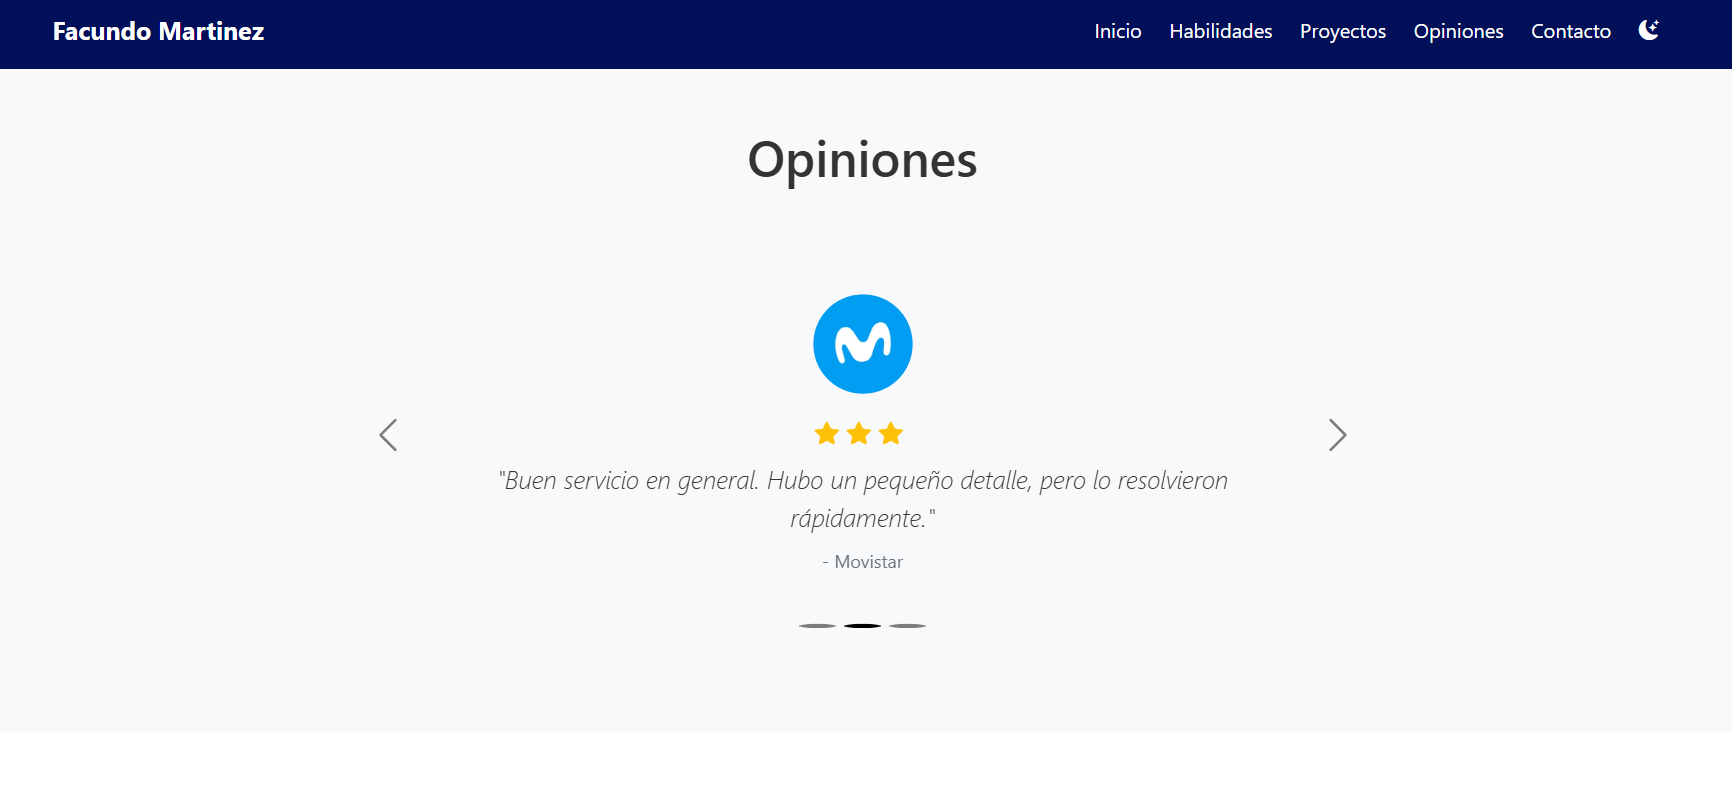 Facundo Martinez
Inicio Habilidades Proyectos Opiniones Contacto
Opiniones
"Buen servicio en general. Hubo un pequeño detalle, pero lo resolvieron
rápidamente."
- Movistar